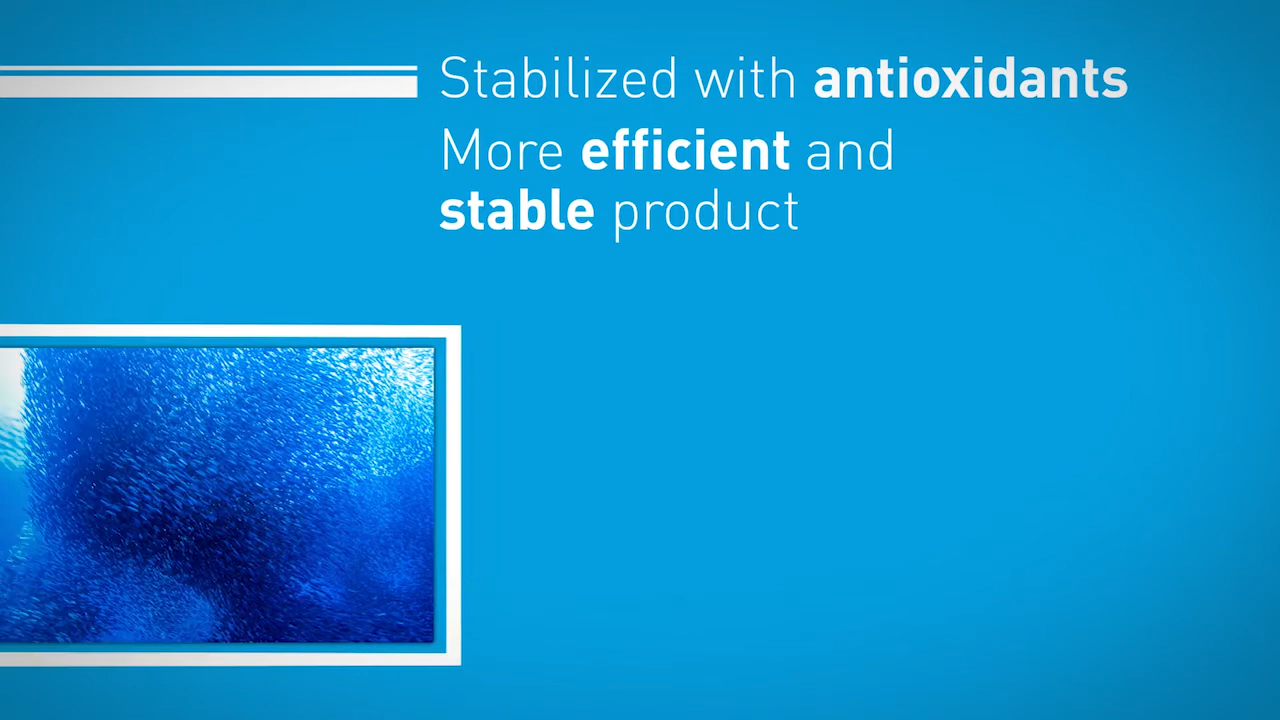 Stabilized with antioxidants
More efficient and
stable product